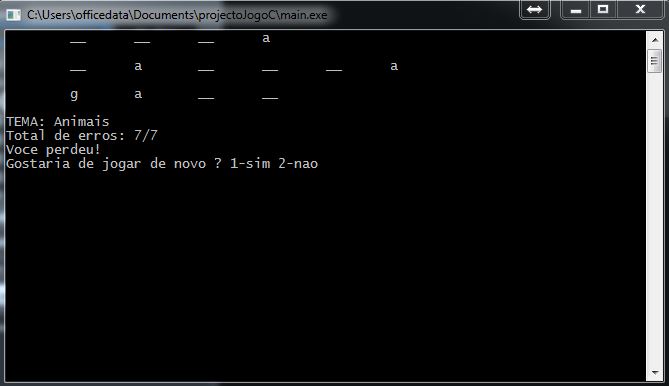 C:\Users\officedata\Documents\projectoJogoC\main.exe
__ __ __ a
__ a __ __ __ a
g a __ __
TEMA: Animais
Total de erros: 7/7
Voce perdeu!
Gostaria de jogar de novo ? 1-sim 2-nao